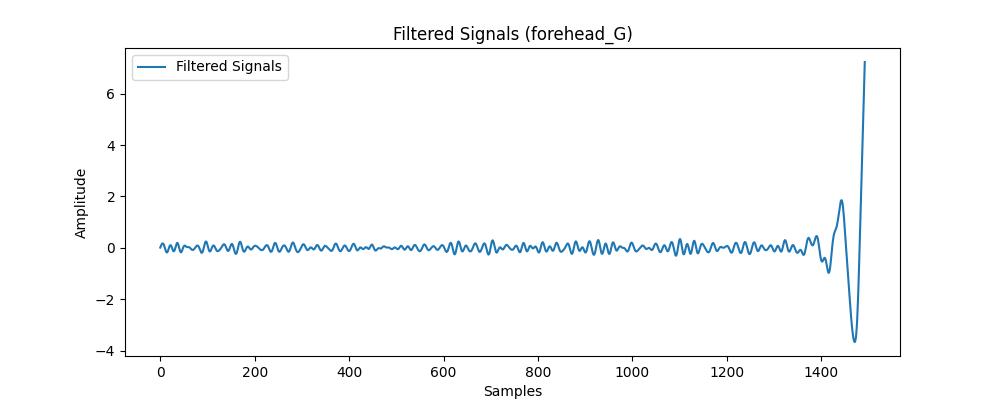 Filtered Signals (forehead_G)
Filtered Signals
6
4
2
0
−2
−4
Amplitude
0 200 400 600 800 1000 1200 1400
Samples